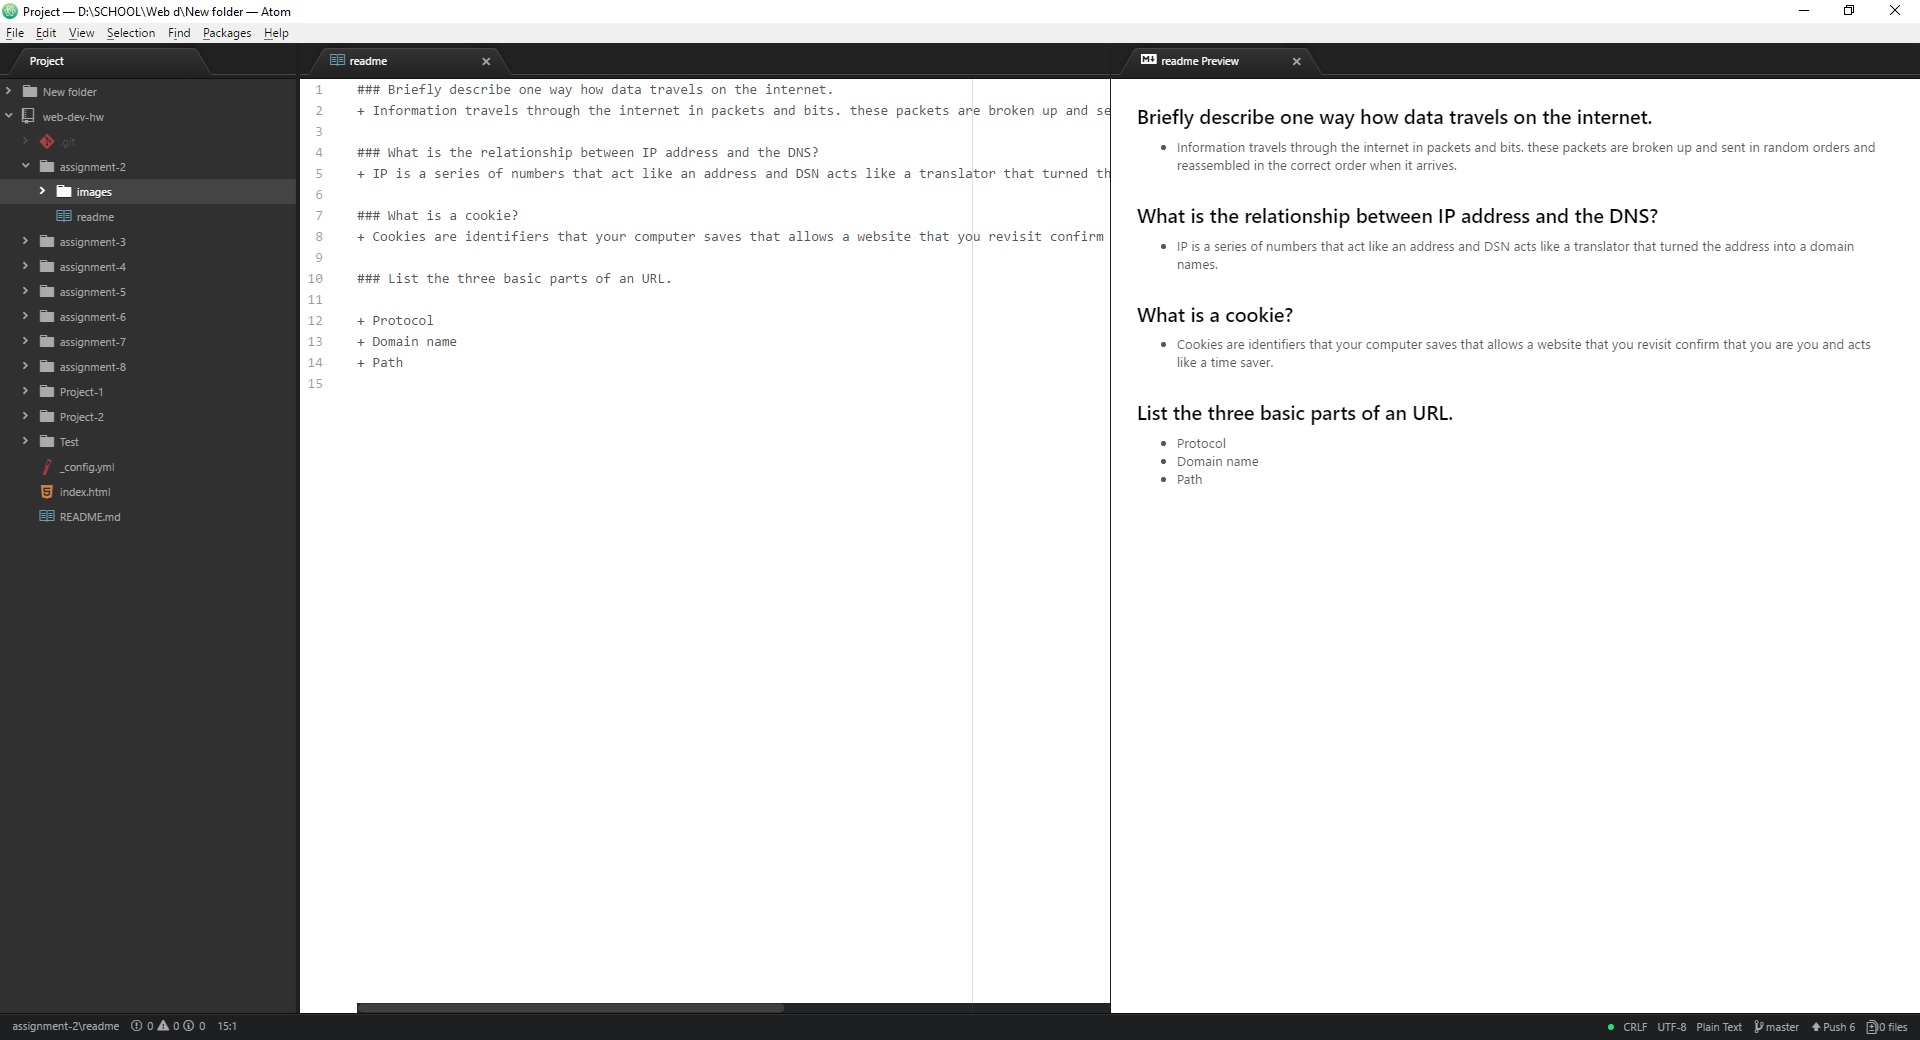 Project — D:\SCHOOL\Web d\New folder — Atom
File Edit View Selection Find Packages Help
Project
New folder
web-dev-hw
.git
assignment-2
images
readme
assignment-3
assignment-4
assignment-5
assignment-6
assignment-7
assignment-8
Project-1
Project-2
Test
_config.yml
index.html
README.md
readme
1 ### Briefly describe one way how data travels on the internet.
2 + Information travels through the internet in packets and bits. these packets are broken up and se
3
4 ### What is the relationship between IP address and the DNS?
5 + IP is a series of numbers that act like an address and DSN acts like a translator that turned th
6
7 ### What is a cookie?
8 + Cookies are identifiers that your computer saves that allows a website that you revisit confirm
9
10 ### List the three basic parts of an URL.
11
12 + Protocol
13 + Domain name
14 + Path
15
readme Preview
Briefly describe one way how data travels on the internet.
Information travels through the internet in packets and bits. these packets are broken up and sent in random orders and
reassembled in the correct order when it arrives.
What is the relationship between IP address and the DNS?
IP is a series of numbers that act like an address and DSN acts like a translator that turned the address into a domain
names.
What is a cookie?
Cookies are identifiers that your computer saves that allows a website that you revisit confirm that you are you and acts
like a time saver.
List the three basic parts of an URL.
Protocol
Domain name
Path
assignment-2\readme 0 0 0 15:1
CRLF UTF-8 Plain Text master Push 6 0 files